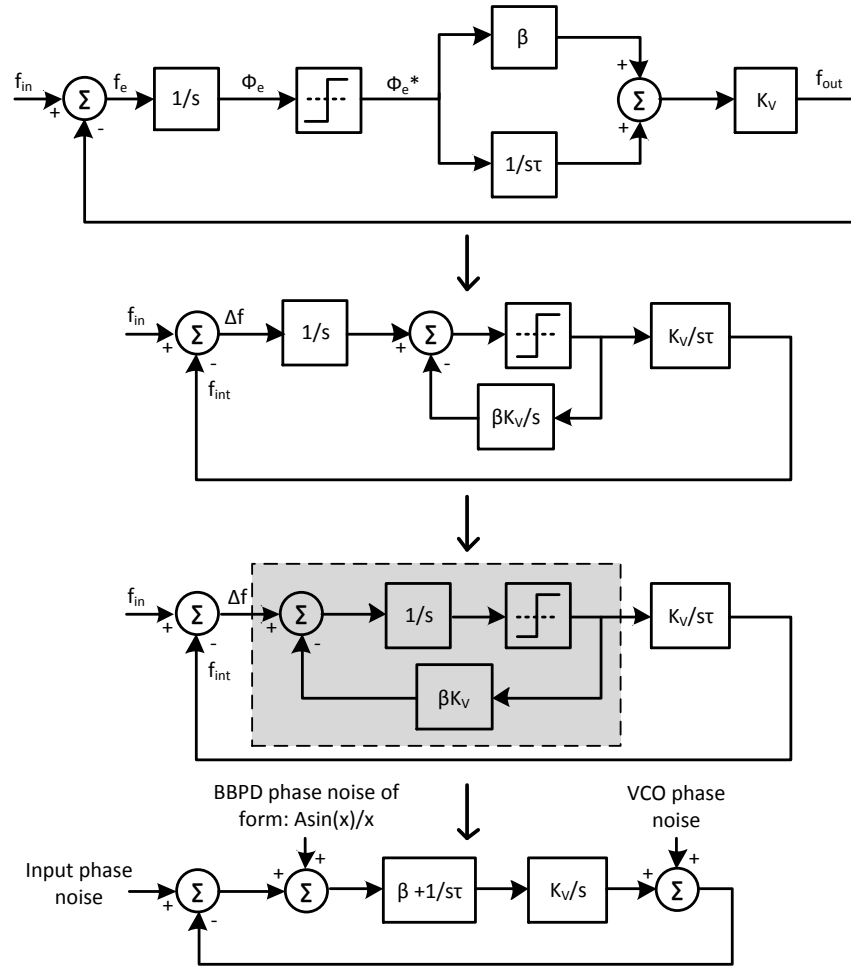 β
f_in
f_e
Φ_e
Φ_e*
f_out
+
Σ
1/s
+
Σ
K_V
-
+
1/sτ
f_in
Δf
Σ
1/s
Σ
K_V/sτ
+
-
+
-
f_int
βK_V/s
f_in
Δf
Σ
Σ
1/s
K_V/sτ
+
-
+
-
f_int
βK_V
BBPD phase noise of
form: Asin(x)/x
VCO phase
noise
Input phase
noise
+
+
Σ
+
Σ
β +1/sτ
K_V/s
+
+
Σ
-